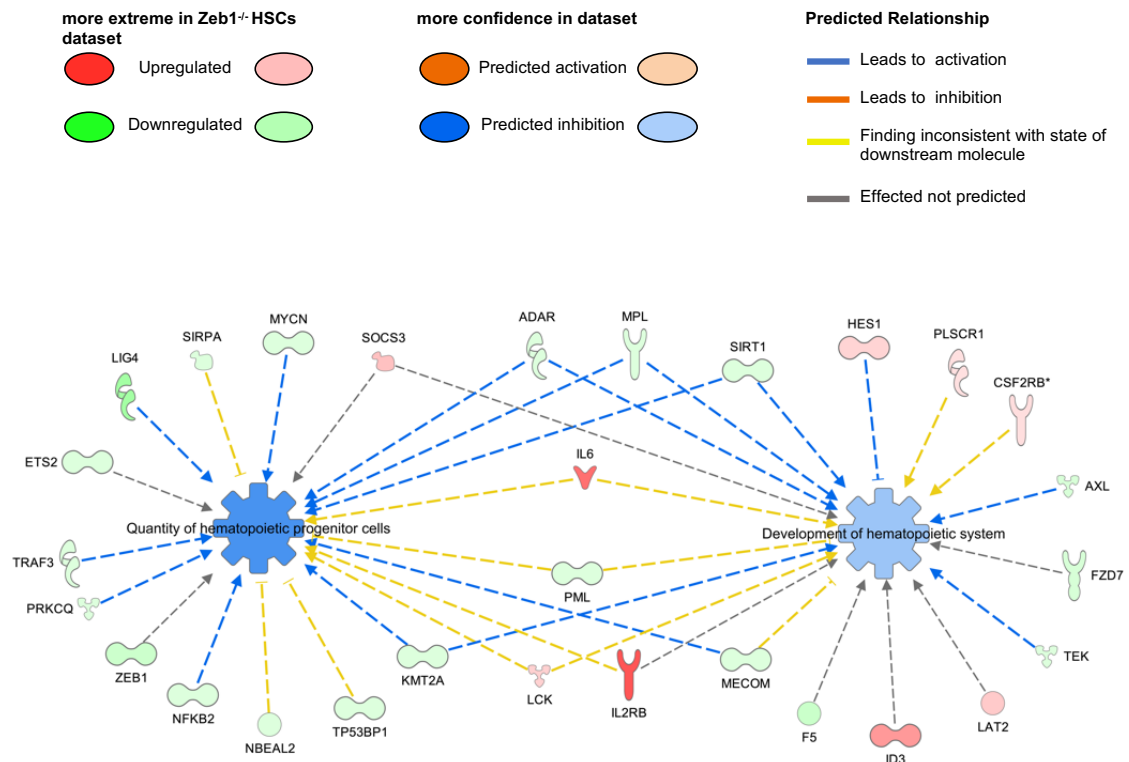 more extreme in Zeb1-/- HSCs
dataset
more confidence in dataset
Predicted Relationship
Upregulated
Predicted activation
Leads to  activation
Leads to  inhibition
Downregulated
Predicted inhibition
Finding inconsistent with state of
downstream molecule
Effected not predicted
MYCN
SIRPA
SOCS3
ADAR
MPL
SIRT1
HES1
PLSCR1
LIG4
CSF2RB*
ETS2
IL6
AXL
Quantity of hematopoietic progenitor cells
Development of hematopoietic system
TRAF3
FZD7
PML
PRKCQ
ZEB1
KMT2A
LCK
IL2RB
MECOM
TEK
NFKB2
NBEAL2
TP53BP1
F5
ID3
LAT2